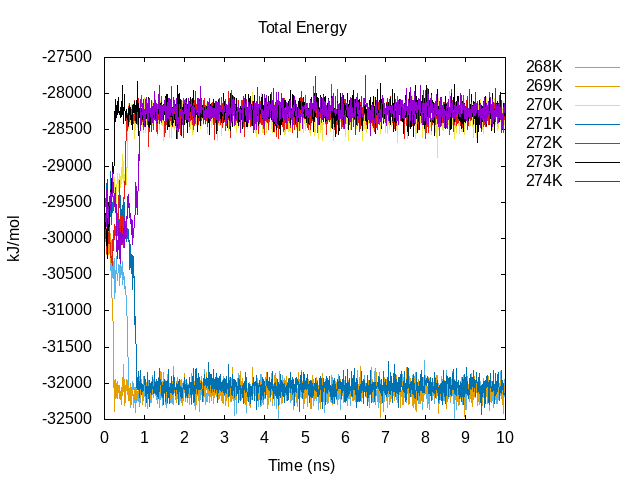 Total Energy
-27500
-28000
-28500
-29000
-29500
-30000
-30500
-31000
-31500
-32000
-32500
kJ/mol
0 1 2 3 4 5 6 7 8 9 10
Time (ns)
268K
269K
270K
271K
272K
273K
274K